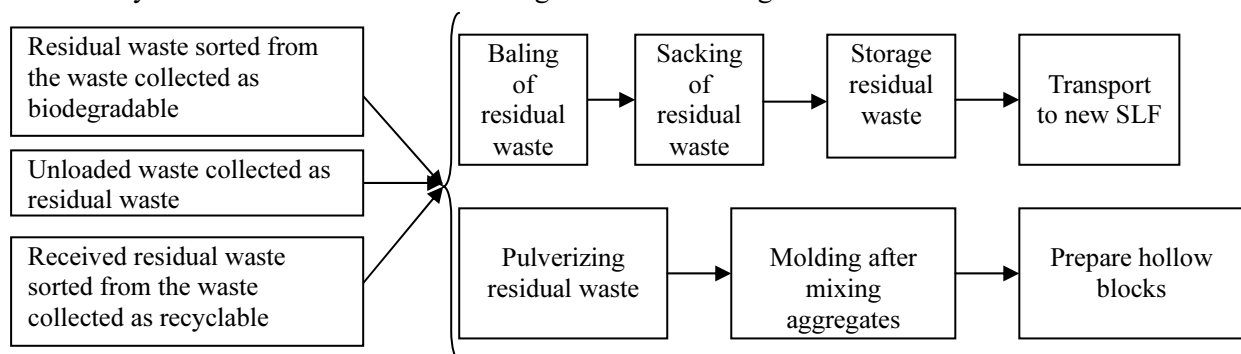 Residual waste sorted from
the waste collected as
biodegradable
Unloaded waste collected as
residual waste
Received residual waste
sorted from the waste
collected as recyclable
Baling
of
residual
waste
Sacking
of
residual
waste
Storage
residual
waste
Transport
to new SLF
Pulverizing
residual waste
Molding after
mixing
aggregates
Prepare hollow
blocks